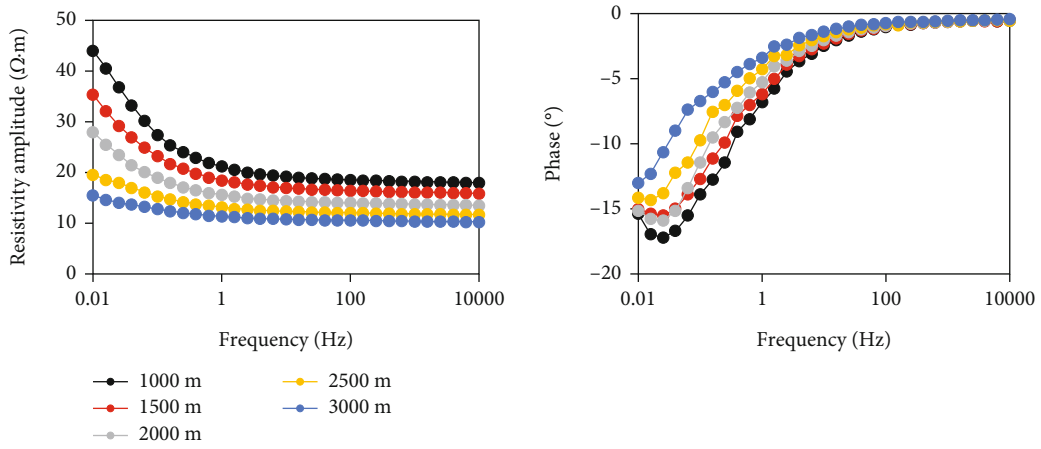 Resistivity amplitude (Ω·m)
50
40
30
20
10
0
0.01
1
100
10000
Frequency (Hz)
Phase (°)
0
−5
−10
−15
−20
0.01
1
100
10000
Frequency (Hz)
1000 m
1500 m
2000 m
2500 m
3000 m